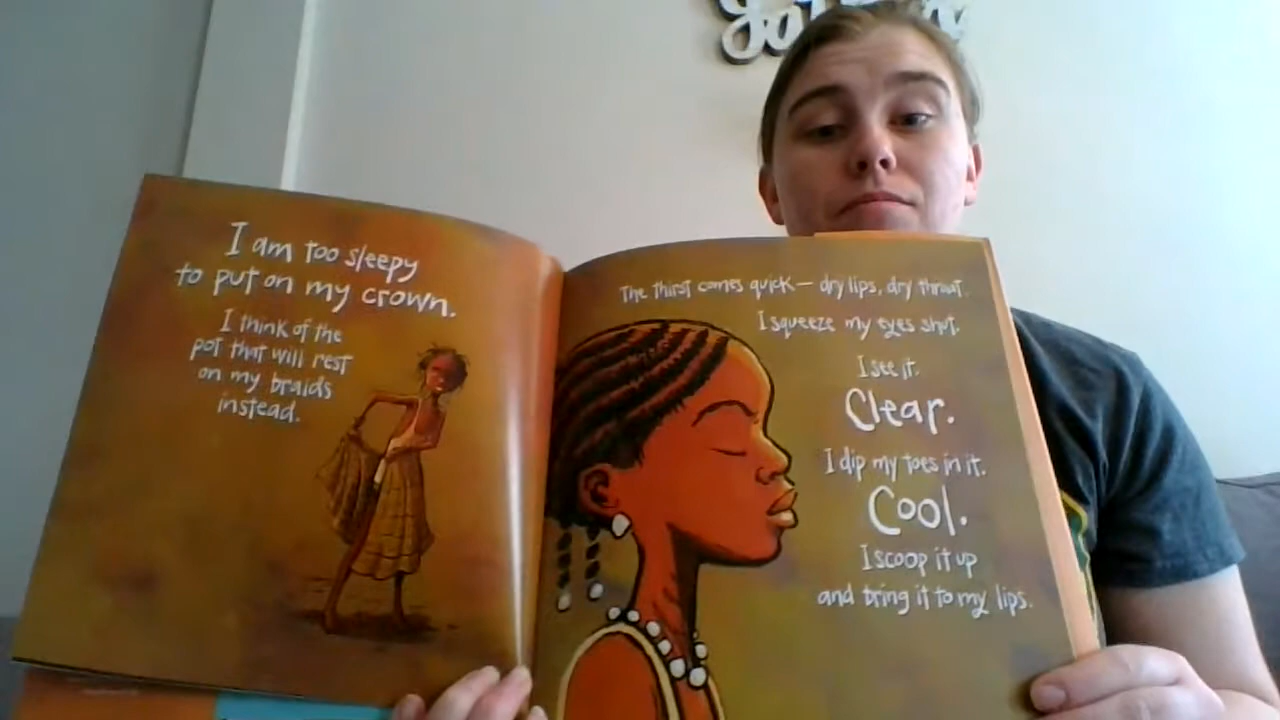 I am too sleepy
to put on my crown.
I think of the
pot that will rest
on my braids
instead.
The thirst comes quick— dry lips, dry throat.
I squeeze my eyes shut.
I see it.
Clear.
I dip my toes in it.
Cool.
I scoop it up
and bring it to my lips.